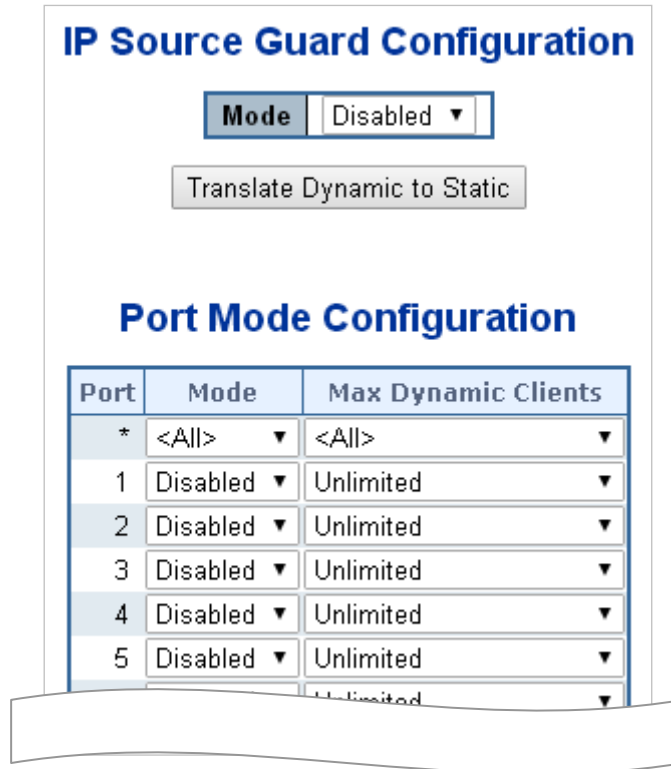 IP Source Guard Configuration
Mode Disabled
Translate Dynamic to Static
Port Mode Configuration
Port Mode Max Dynamic Clients
* <All> <All>
1 Disabled Unlimited
2 Disabled Unlimited
3 Disabled Unlimited
4 Disabled Unlimited
5 Disabled Unlimited
Unlimited